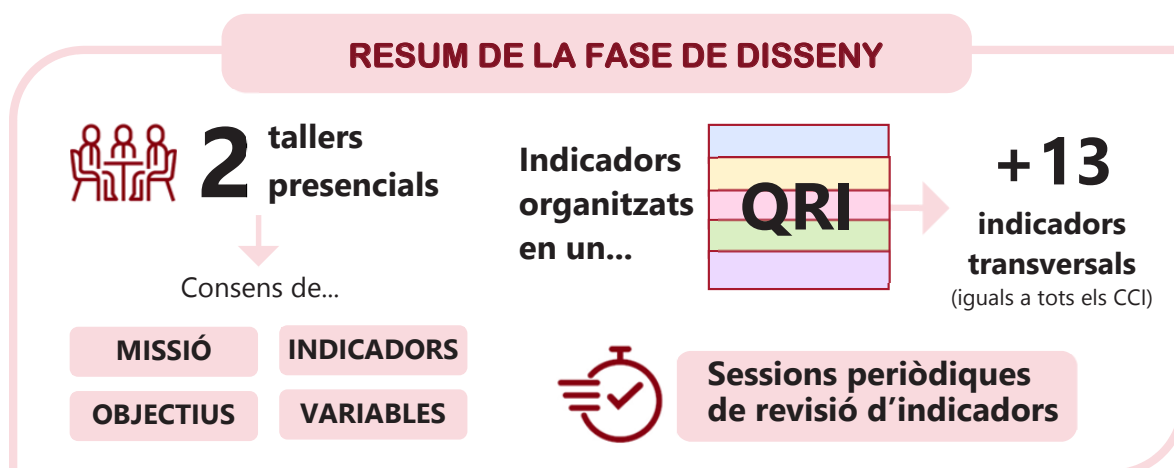 RESUM DE LA FASE DE DISSENY
2
tallers
presencials
Consens de...
MISSIÓ
INDICADORS
OBJECTIUS
VARIABLES
Indicadors
organitzats
en un...
QRI
+13
indicadors
transversals
(iguals a tots els CCI)
Sessions periòdiques
de revisió d’indicadors